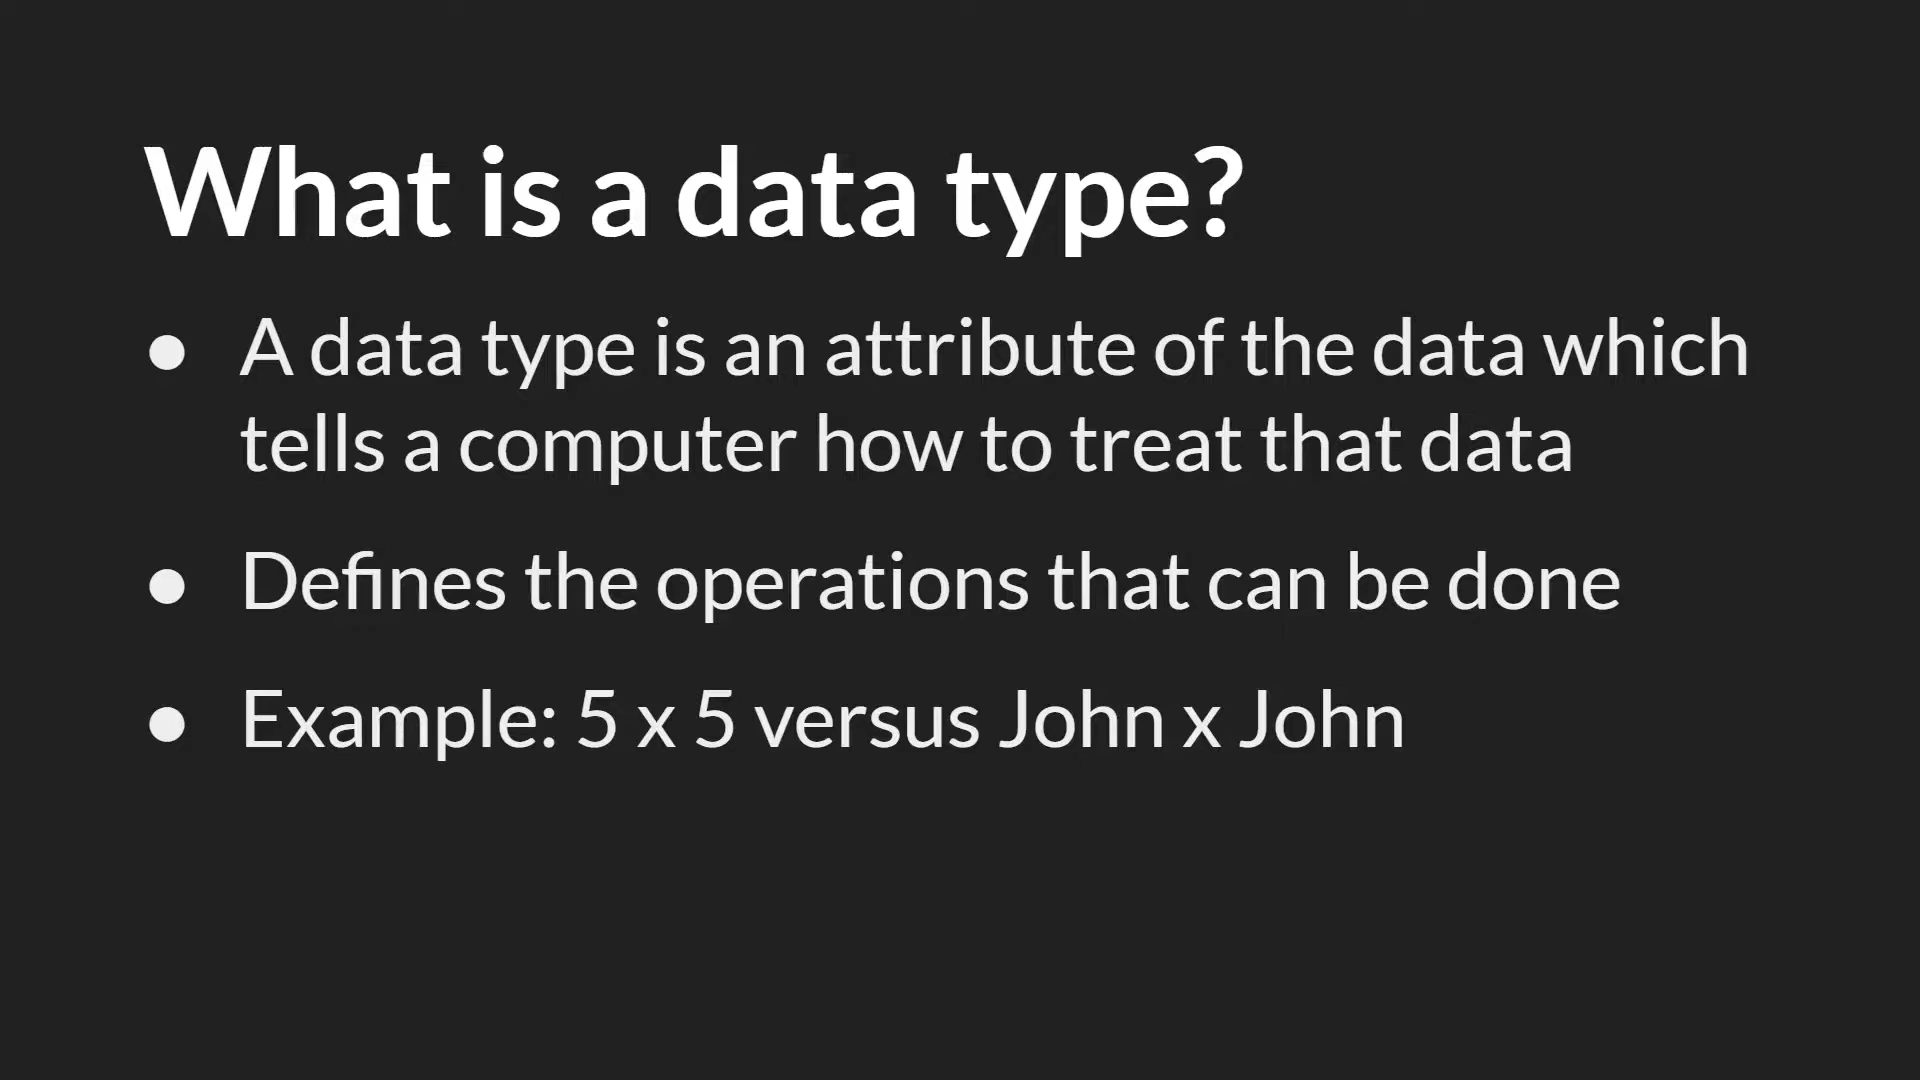 What is a data type?
● A data type is an attribute of the data which
tells a computer how to treat that data
● Defines the operations that can be done
● Example: 5 x 5 versus John x John